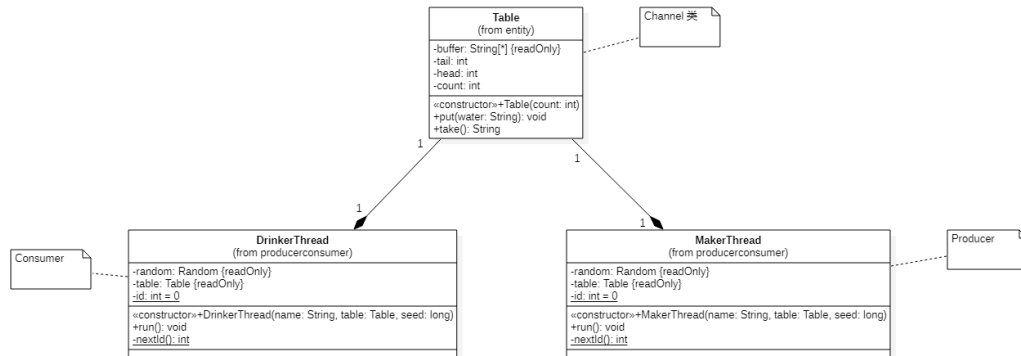 Table
(from entity)
-buffer: String[*] {readOnly}
-tail: int
-head: int
-count: int
«constructor»+Table(count: int)
+put(water: String): void
+take(): String
Channel 类
1
1
1
1
Consumer
DrinkerThread
(from producerconsumer)
-random: Random {readOnly}
-table: Table {readOnly}
-id: int = 0
«constructor»+DrinkerThread(name: String, table: Table, seed: long)
+run(): void
-nextId(): int
MakerThread
(from producerconsumer)
-random: Random {readOnly}
-table: Table {readOnly}
-id: int = 0
«constructor»+MakerThread(name: String, table: Table, seed: long)
+run(): void
-nextId(): int
Producer